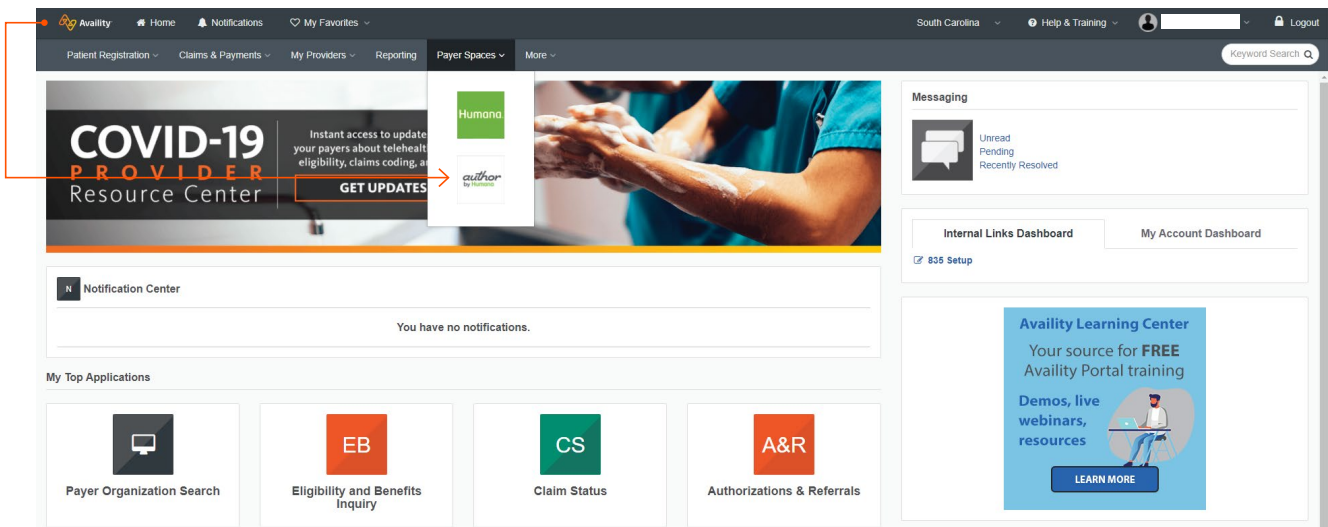 Availity
Home
Notifications
My Favorites
South Carolina
Help & Training
Logout
Patient Registration
Claims & Payments
My Providers
Reporting
Payer Spaces
More
Keyword Search
Humana
author
by Humana
COVID-19
PROVIDER
Resource Center
Instant access to update
your payers about teleheal
eligibility, claims coding, a
GET UPDATES
Messaging
Unread
Pending
Recently Resolved
Internal Links Dashboard
My Account Dashboard
835 Setup
N
Notification Center
You have no notifications.
My Top Applications
Payer Organization Search
EB
Eligibility and Benefits
Inquiry
CS
Claim Status
A&R
Authorizations & Referrals
Availity Learning Center
Your source for FREE
Availity Portal training
Demos, live
webinars,
resources
LEARN MORE